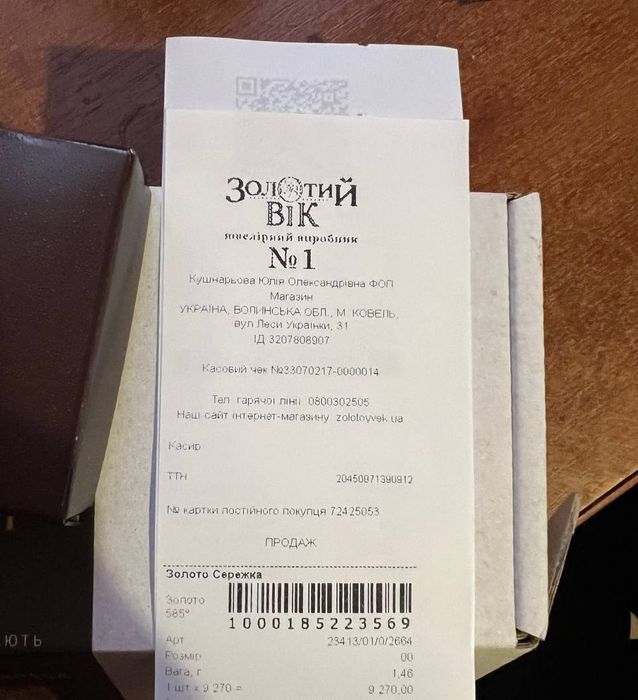 ЗОЛОТИЙ
ВІК
ювелірний виробник
№1
Кушнарьова Юлія Олександрівна ФОП
Магазин
УКРАЇНА, ВОЛИНСЬКА ОБЛ., М. КОВЕЛЬ,
вул Леси Українки, 31
ІД 3207808907
Касовий чек №33070217-0000014
Тел. гарячої лінії 0800302505
Наш сайт інтернет-магазину zolotoyvek.ua
Касир
ТТН 20450971390912
№ картки постійного покупця 72425053
ПРОДАЖ
Золото Сережка
Золото
585°
1000185223569
Арт 23413/01/0/2664
Розмір 00
Вага, г 1,46
1 шт х 9 270 = 9 270,00
ЮТЬ